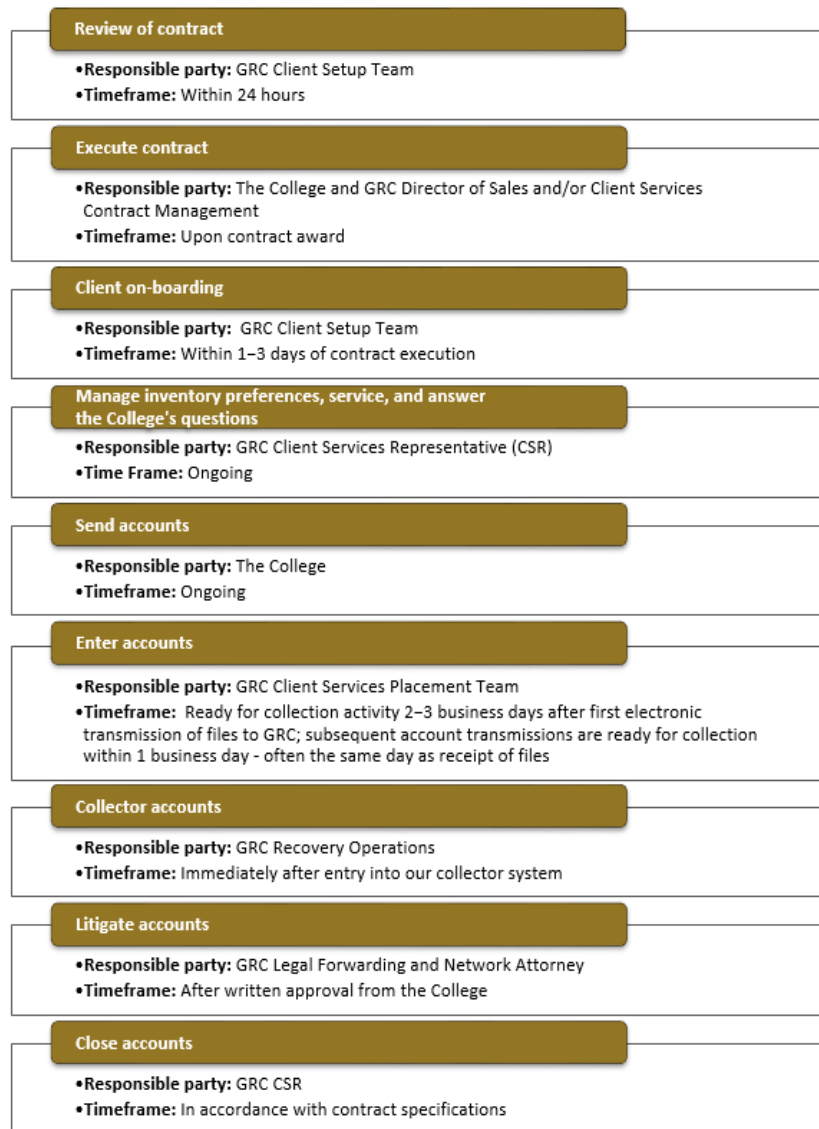 Review of contract
•Responsible party: GRC Client Setup Team
•Timeframe: Within 24 hours
Execute contract
•Responsible party: The College and GRC Director of Sales and/or Client Services
Contract Management
•Timeframe: Upon contract award
Client on-boarding
•Responsible party:  GRC Client Setup Team
•Timeframe: Within 1–3 days of contract execution
Manage inventory preferences, service, and answer
the College's questions
•Responsible party: GRC Client Services Representative (CSR)
•Time Frame: Ongoing
Send accounts
•Responsible party: The College
•Timeframe: Ongoing
Enter accounts
•Responsible party: GRC Client Services Placement Team
•Timeframe:  Ready for collection activity 2–3 business days after first electronic
transmission of files to GRC; subsequent account transmissions are ready for collection
within 1 business day - often the same day as receipt of files
Collector accounts
•Responsible party: GRC Recovery Operations
•Timeframe: Immediately after entry into our collector system
Litigate accounts
•Responsible party: GRC Legal Forwarding and Network Attorney
•Timeframe: After written approval from the College
Close accounts
•Responsible party: GRC CSR
•Timeframe: In accordance with contract specifications